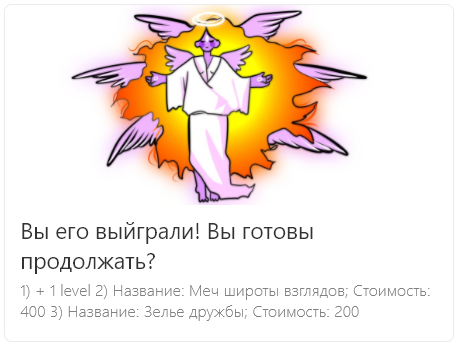 Вы его выйграли! Вы готовы
продолжать?
1) + 1 level 2) Название: Меч широты взглядов; Стоимость:
400 3) Название: Зелье дружбы; Стоимость: 200